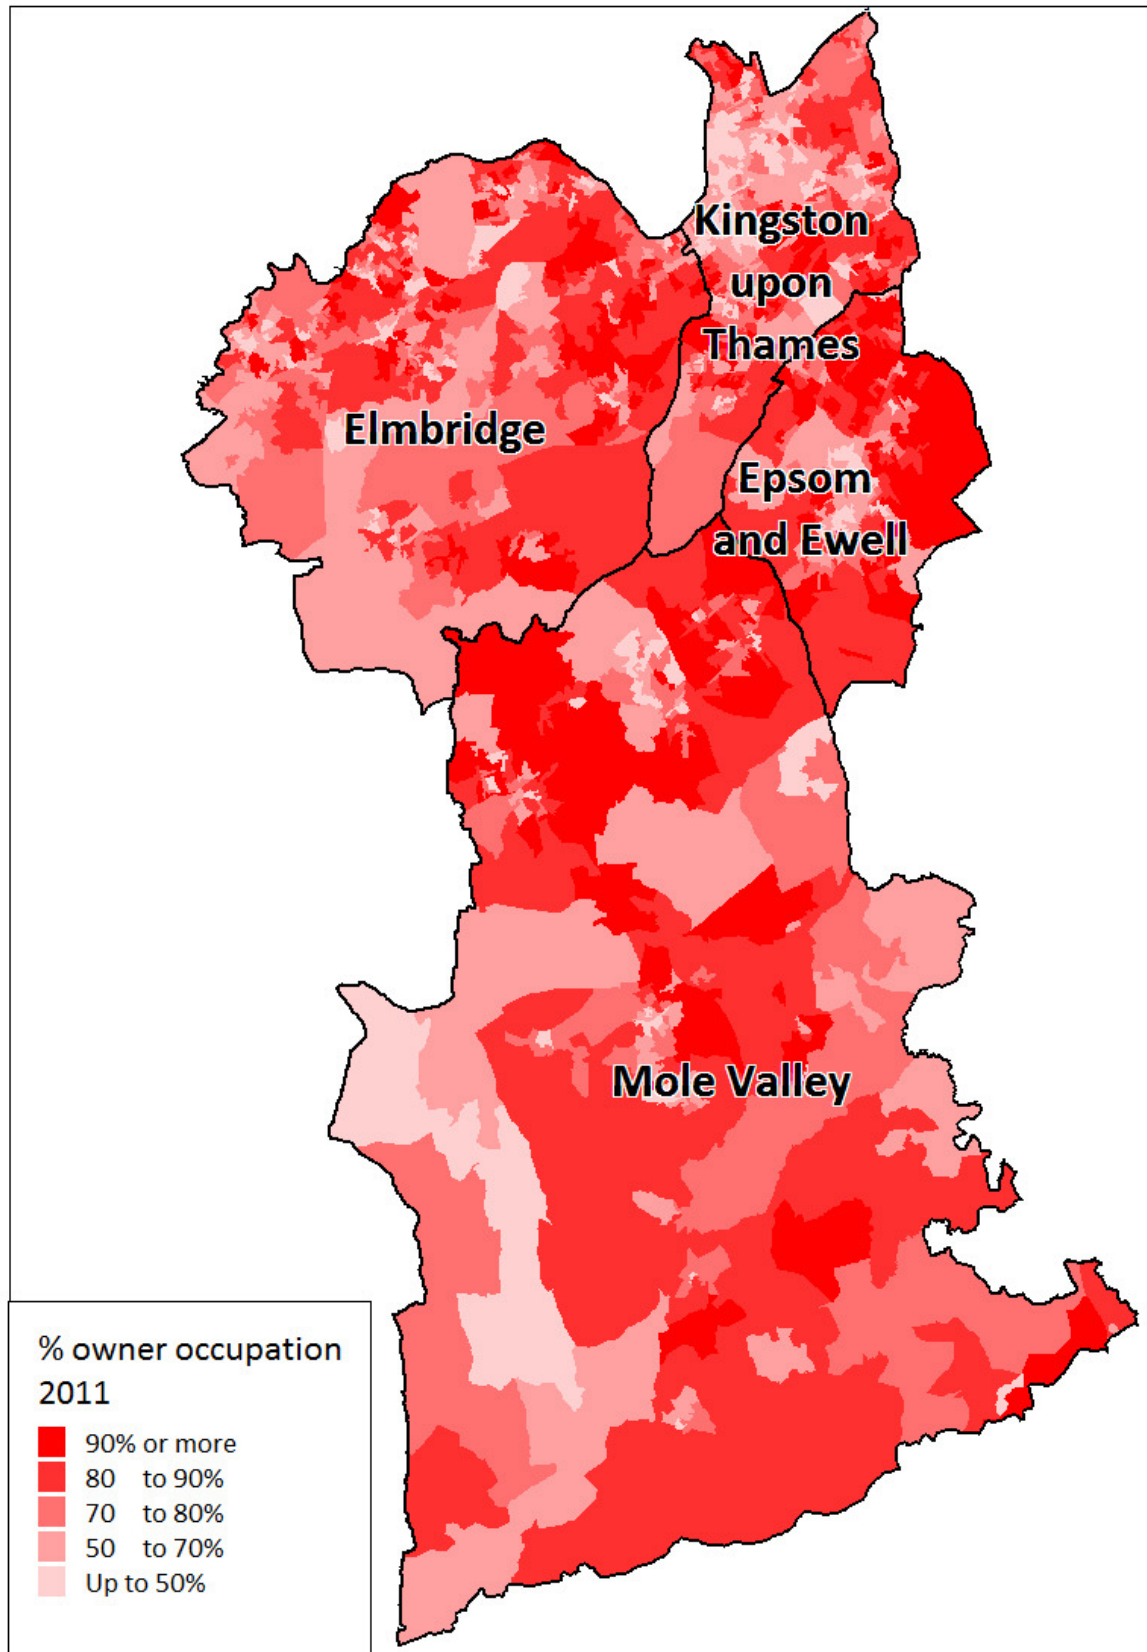 Kingston
upon
Thames
Elmbridge
Epsom
and Ewell
Mole Valley
% owner occupation
2011
90% or more
80 to 90%
70 to 80%
50 to 70%
Up to 50%